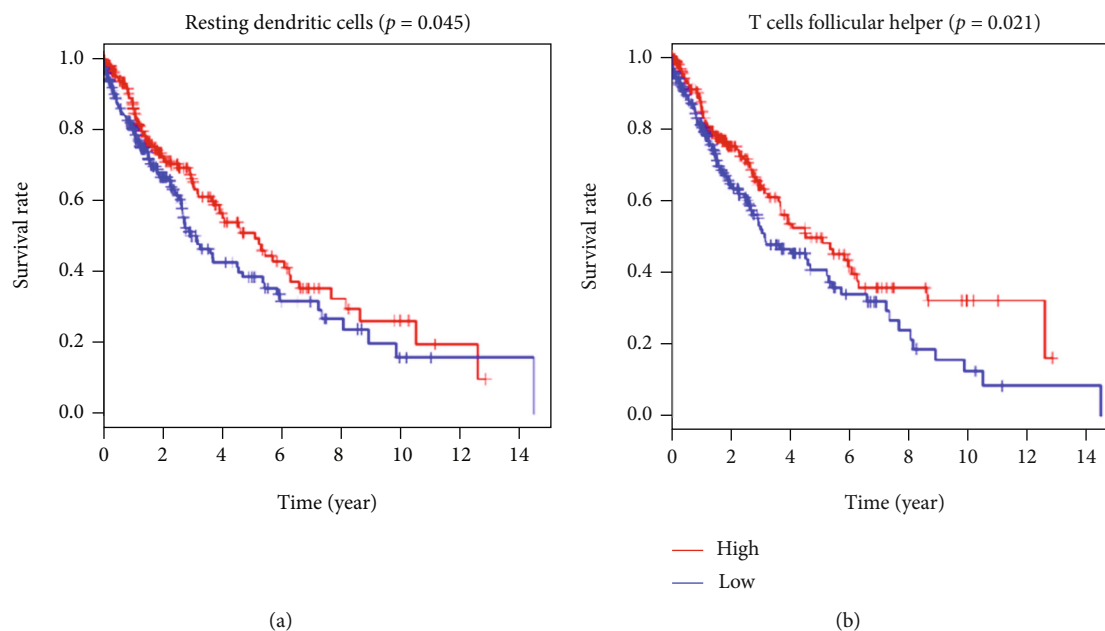 Resting dendritic cells (p = 0.045)
1.0
0.8
0.6
0.4
0.2
0.0
Survival rate
0 2 4 6 8 10 12 14
Time (year)
(a)
T cells follicular helper (p = 0.021)
1.0
0.8
0.6
0.4
0.2
0.0
Survival rate
0 2 4 6 8 10 12 14
Time (year)
High
Low
(b)